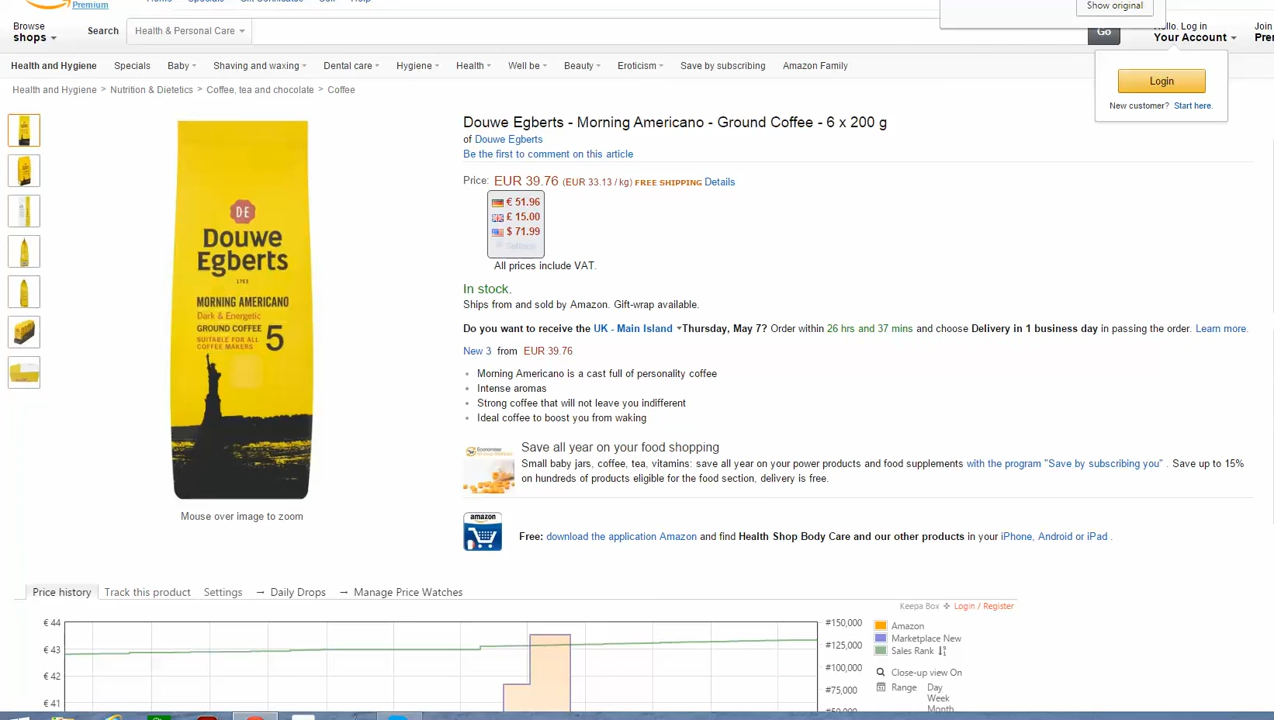 Premium
Show original
Browse
shops
Search
Health & Personal Care
Go
Hello, Log in
Your Account
Join
Health and Hygiene Specials Baby Shaving and waxing Dental care Hygiene Health Well be Beauty Eroticism Save by subscribing Amazon Family
Login
New customer? Start here.
Health and Hygiene > Nutrition & Dietetics > Coffee, tea and chocolate > Coffee
Douwe Egberts - Morning Americano - Ground Coffee - 6 x 200 g
of Douwe Egberts
Be the first to comment on this article
Price: EUR 39.76 (EUR 33.13 / kg) FREE SHIPPING Details
€ 51.96
£ 15.00
$ 71.99
All prices include VAT.
In stock.
Ships from and sold by Amazon. Gift-wrap available.
Do you want to receive the UK - Main Island Thursday, May 7? Order within 26 hrs and 37 mins and choose Delivery in 1 business day in passing the order. Learn more.
New 3 from EUR 39.76
Morning Americano is a cast full of personality coffee
Intense aromas
Strong coffee that will not leave you indifferent
Ideal coffee to boost you from waking
DE
Douwe
Egberts
1753
MORNING AMERICANO
Dark & Energetic
GROUND COFFEE 5
SUITABLE FOR ALL
COFFEE MAKERS
Mouse over image to zoom
Save all year on your food shopping
Small baby jars, coffee, tea, vitamins: save all year on your power products and food supplements with the program "Save by subscribing you" . Save up to 15%
on hundreds of products eligible for the food section, delivery is free.
amazon
Free: download the application Amazon and find Health Shop Body Care and our other products in your iPhone, Android or iPad .
Price history Track this product Settings → Daily Drops → Manage Price Watches
Keepa Box Login / Register
€ 44
€ 43
€ 42
€ 41
#150,000
#125,000
#100,000
#75,000
Amazon
Marketplace New
Sales Rank
Close-up view On
Range Day
Week
Month